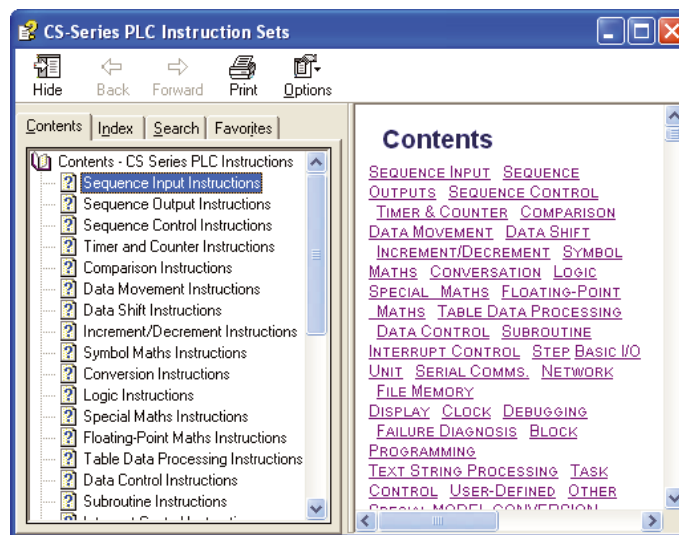 CS-Series PLC Instruction Sets
Hide Back Forward Print Options
Contents Index Search Favorites
Contents - CS Series PLC Instructions
Sequence Input Instructions
Sequence Output Instructions
Sequence Control Instructions
Timer and Counter Instructions
Comparison Instructions
Data Movement Instructions
Data Shift Instructions
Increment/Decrement Instructions
Symbol Maths Instructions
Conversion Instructions
Logic Instructions
Special Maths Instructions
Floating-Point Maths Instructions
Table Data Processing Instructions
Data Control Instructions
Subroutine Instructions
Contents
SEQUENCE INPUT SEQUENCE
OUTPUTS SEQUENCE CONTROL
TIMER & COUNTER COMPARISON
DATA MOVEMENT DATA SHIFT
INCREMENT/DECREMENT SYMBOL
MATHS CONVERSATION LOGIC
SPECIAL MATHS FLOATING-POINT
MATHS TABLE DATA PROCESSING
DATA CONTROL SUBROUTINE
INTERRUPT CONTROL STEP BASIC I/O
UNIT SERIAL COMMS. NETWORK
FILE MEMORY
DISPLAY CLOCK DEBUGGING
FAILURE DIAGNOSIS BLOCK
PROGRAMMING
TEXT STRING PROCESSING TASK
CONTROL USER-DEFINED OTHER
SPECIAL MODEL CONVERSION